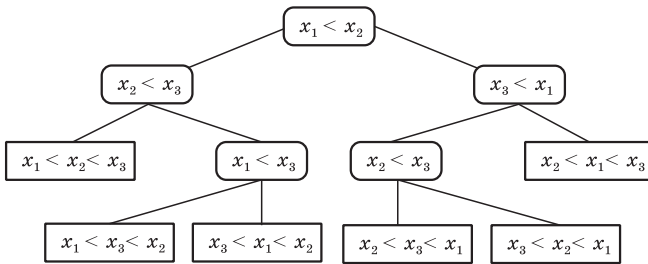 x₁ < x₂
x₂ < x₃
x₃ < x₁
x₁ < x₂< x₃
x₁ < x₃
x₂ < x₃
x₂ < x₁< x₃
x₁ < x₃< x₂
x₃ < x₁< x₂
x₂ < x₃< x₁
x₃ < x₂< x₁